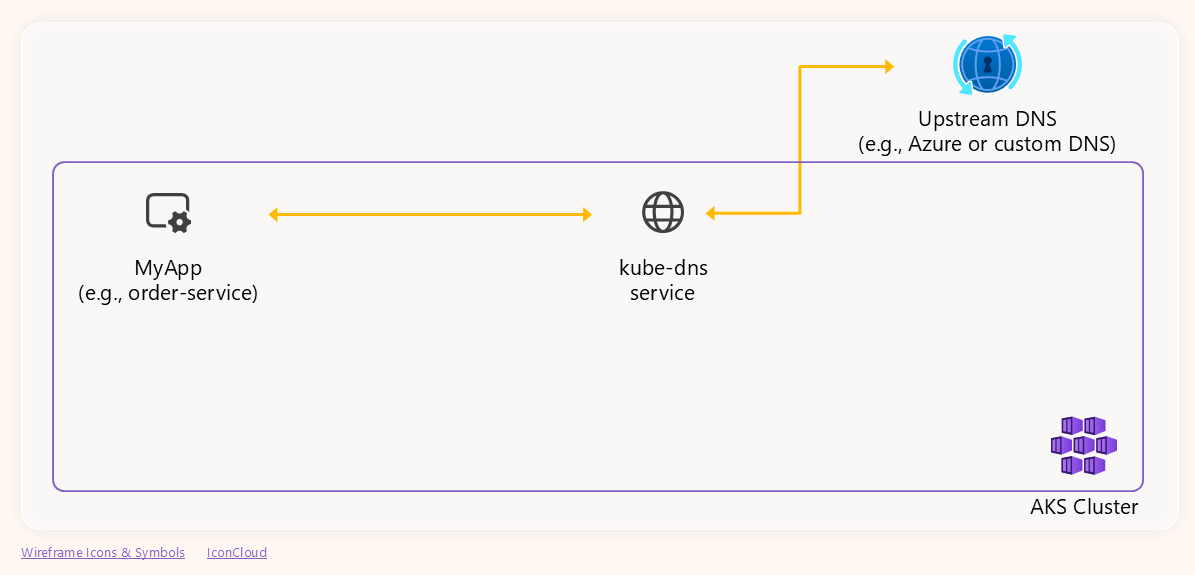 Upstream DNS
(e.g., Azure or custom DNS)
MyApp
(e.g., order-service)
kube-dns
service
AKS Cluster
Wireframe Icons & Symbols
IconCloud